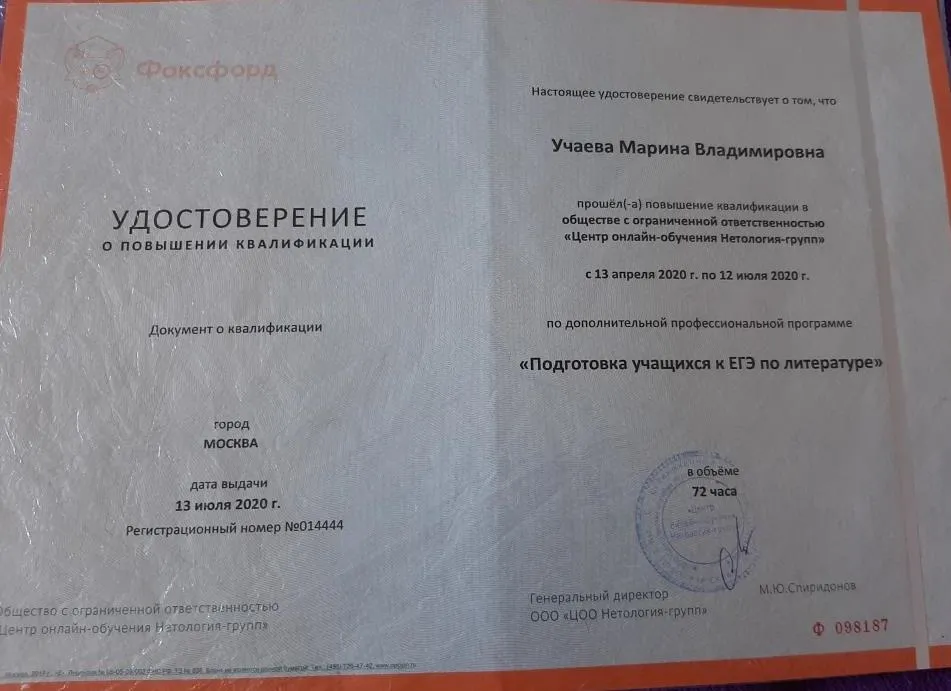 Фоксфорд
УДОСТОВЕРЕНИЕ
О ПОВЫШЕНИИ КВАЛИФИКАЦИИ
Документ о квалификации
город
МОСКВА
дата выдачи
13 июля 2020 г.
Регистрационный номер №014444
Общество с ограниченной ответственностью
«Центр онлайн-обучения Нетология-групп»
Настоящее удостоверение свидетельствует о том, что
Учаева Марина Владимировна
прошёл(-а) повышение квалификации в
обществе с ограниченной ответственностью
«Центр онлайн-обучения Нетология-групп»
с 13 апреля 2020 г. по 12 июля 2020 г.
по дополнительной профессиональной программе
«Подготовка учащихся к ЕГЭ по литературе»
в объёме
72 часа
«Центр
Нетология-групп»
Генеральный директор
М.Ю.Спиридонов
ООО «ЦОО Нетология-групп»
Ф 098187